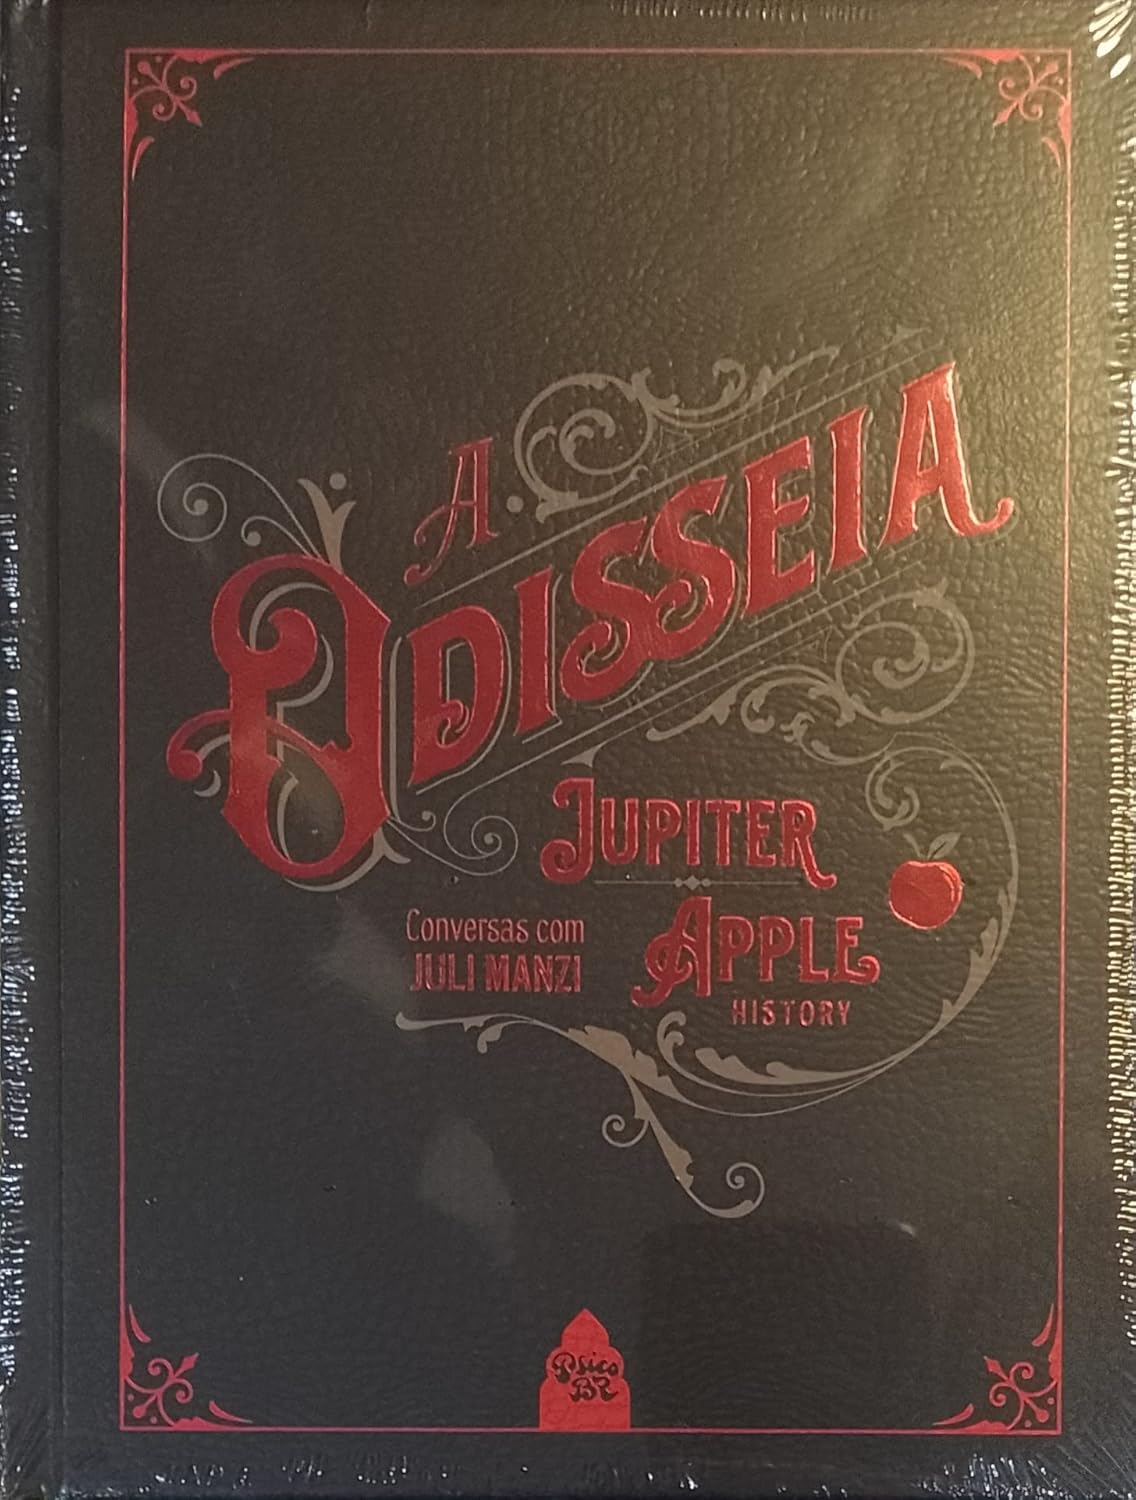 A
ODISSEIA
JUPITER
APPLE
HISTORY
Conversas com
JULI MANZI
Psico
BR